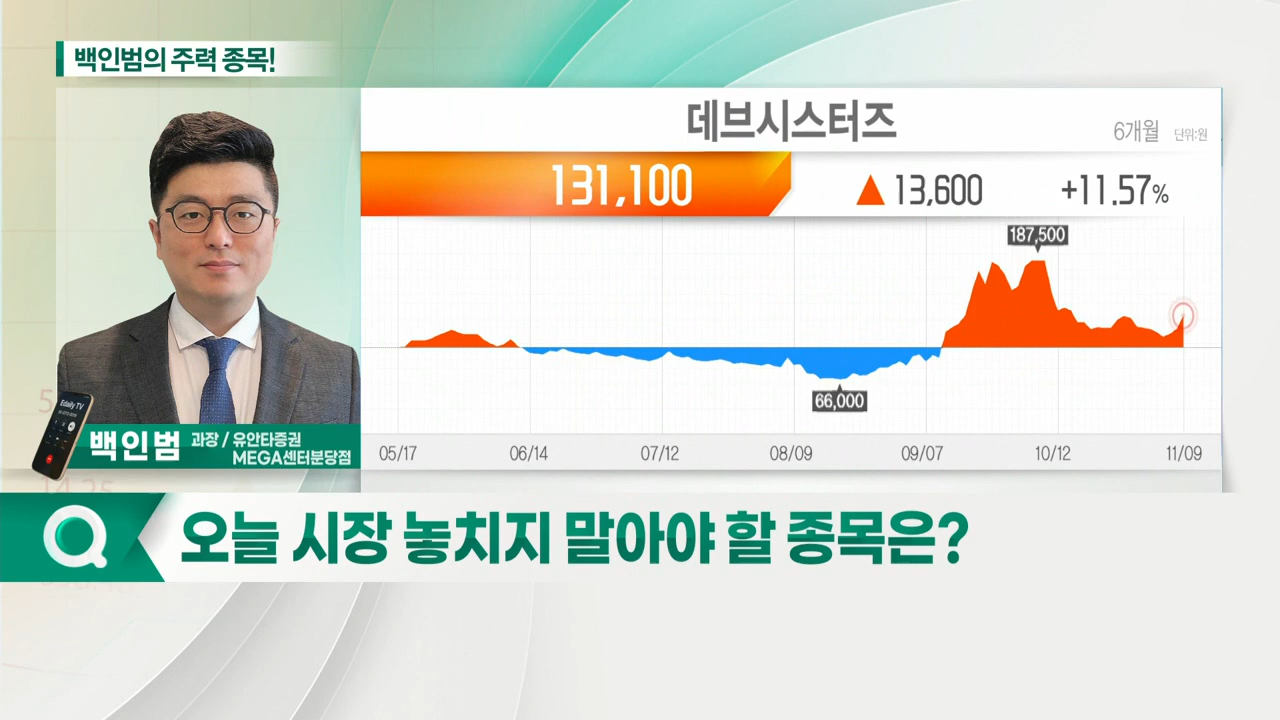 백인범의 주력 종목!
데브시스터즈
6개월 단위:원
131,100 ▲ 13,600 +11.57%
187,500
66,000
05/17 06/14 07/12 08/09 09/07 10/12 11/09
Edaily TV
백인범 과장 / 유안타증권
MEGA센터분당점
오늘 시장 놓치지 말아야 할 종목은?